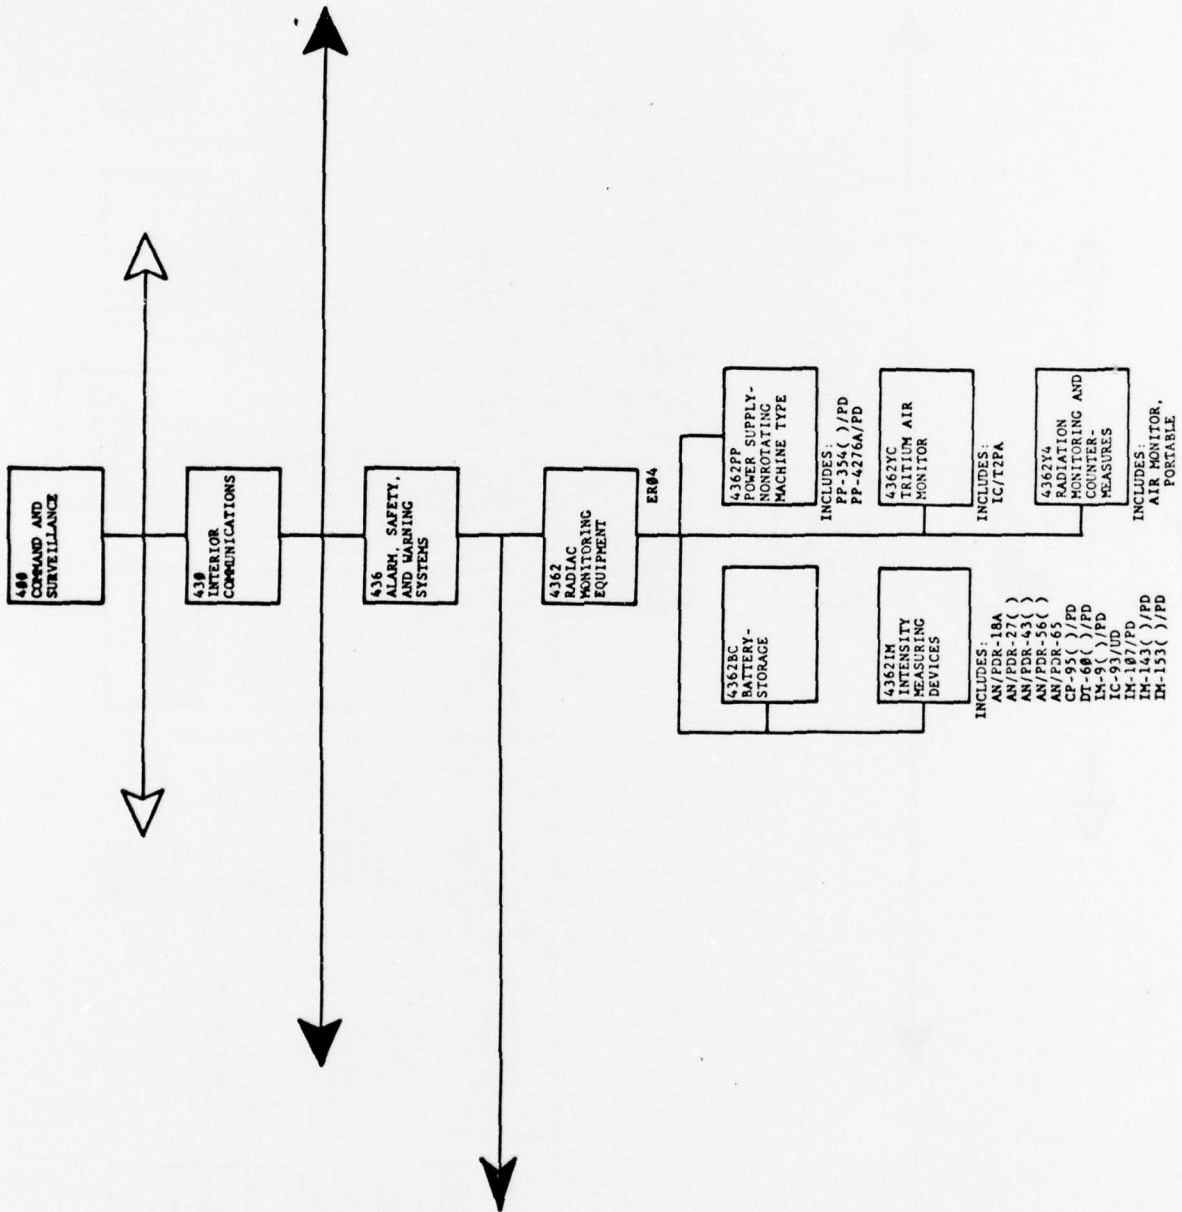 400
COMMAND AND
SURVEILLANCE
430
INTERIOR
COMMUNICATIONS
436
ALARM, SAFETY,
AND WARNING
SYSTEMS
4362
RADIAC
MONITORING
EQUIPMENT
ER04
4362BC
BATTERY-
STORAGE
4362PP
POWER SUPPLY-
NONROTATING
MACHINE TYPE
INCLUDES:
PP-354( )/PD
PP-4276A/PD
4362IM
INTENSITY
MEASURING
DEVICES
INCLUDES:
AN/PDR-18A
AN/PDR-27( )
AN/PDR-43( )
AN/PDR-56( )
AN/PDR-65
CP-95( )/PD
DT-60( )/PD
IM-9( )/PD
IC-93/UD
IM-107/PD
IM-143( )/PD
IM-153( )/PD
4362YC
TRITIUM AIR
MONITOR
INCLUDES:
IC/T2PA
4362Y4
RADIATION
MONITORING AND
COUNTER-
MEASURES
INCLUDES:
AIR MONITOR,
PORTABLE